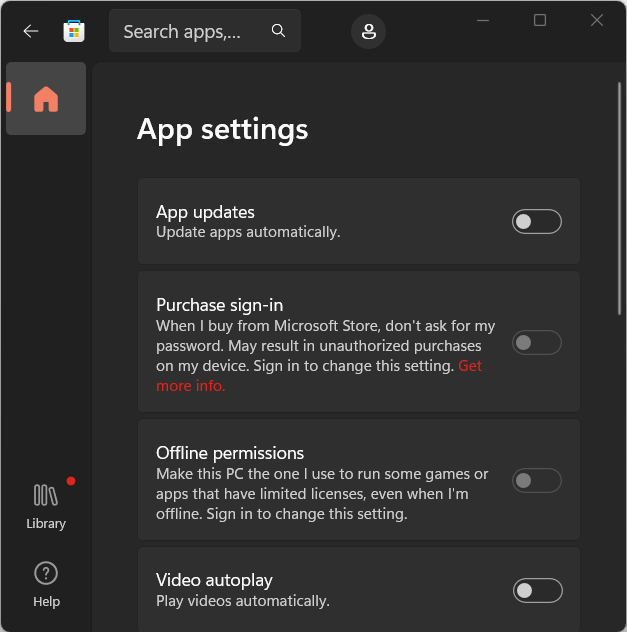 Search apps,...
App settings
App updates
Update apps automatically.
Purchase sign-in
When I buy from Microsoft Store, don't ask for my
password. May result in unauthorized purchases
on my device. Sign in to change this setting. Get
more info.
Offline permissions
Make this PC the one I use to run some games or
apps that have limited licenses, even when I'm
offline. Sign in to change this setting.
Video autoplay
Play videos automatically.
Library
Help